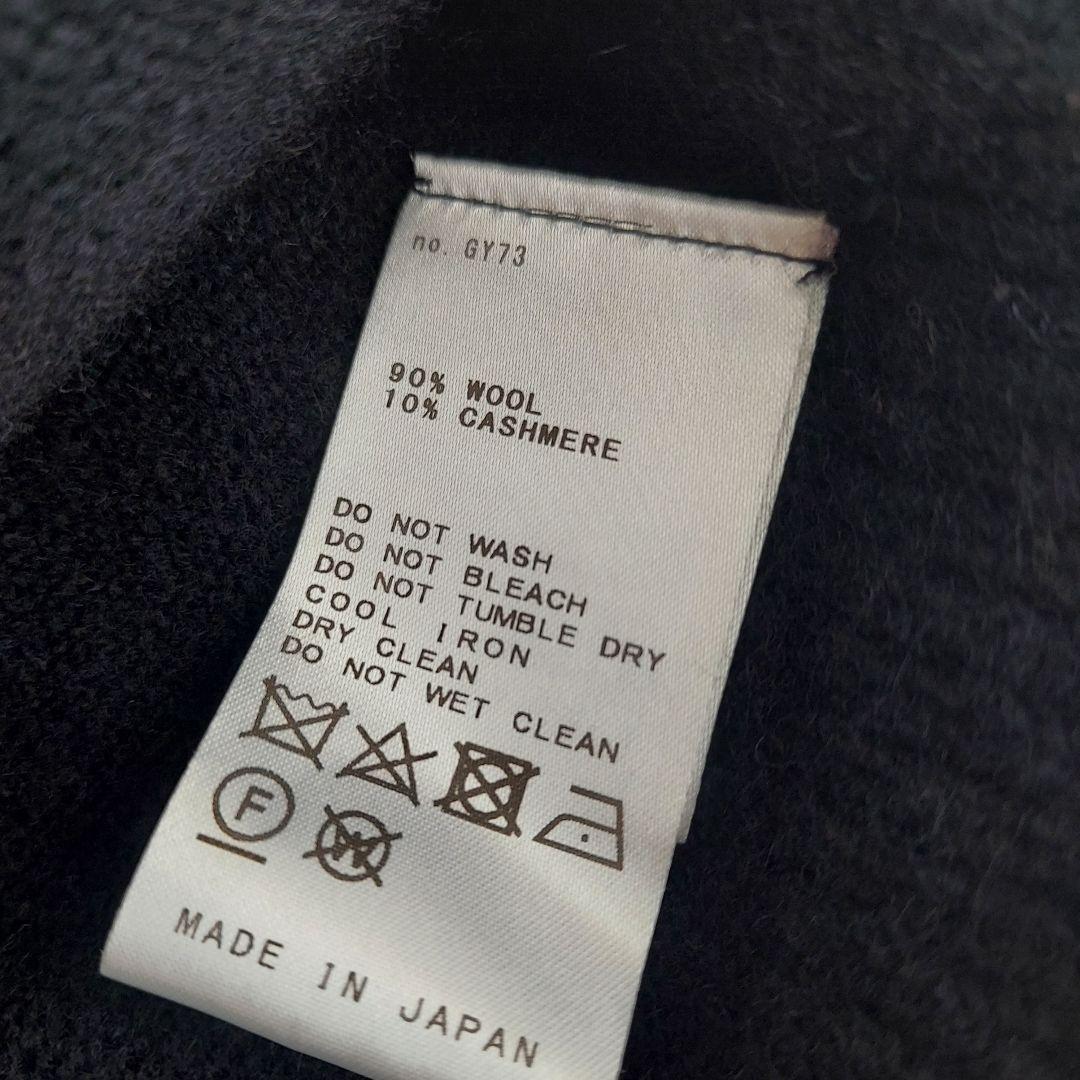 no. GY73
90% WOOL
10% CASHMERE
DO NOT WASH
DO NOT BLEACH
DO NOT TUMBLE DRY
COOL IRON
DRY CLEAN
DO NOT WET CLEAN
F
W
MADE IN JAPAN